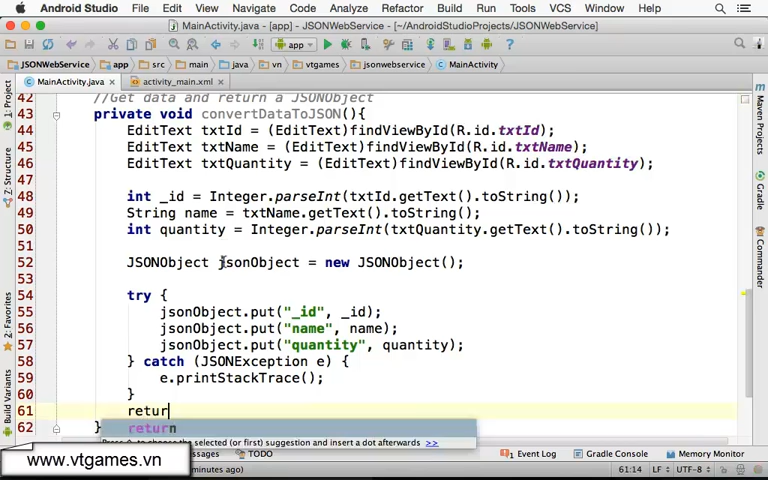 Android Studio File Edit View Navigate Code Analyze Refactor Build Run Tools VCS Window Help
MainActivity.java - [app] - JSONWebService - [~/AndroidStudioProjects/JSONWebService]
app
JSONWebService app src main java vn vtgames jsonwebservice MainActivity
MainActivity.java activity_main.xml
42 //Get data and return a JSONObject
43 private void convertDataToJSON(){
44 EditText txtId = (EditText)findViewById(R.id.txtId);
45 EditText txtName = (EditText)findViewById(R.id.txtName);
46 EditText txtQuantity = (EditText)findViewById(R.id.txtQuantity);
47
48 int _id = Integer.parseInt(txtId.getText().toString());
49 String name = txtName.getText().toString();
50 int quantity = Integer.parseInt(txtQuantity.getText().toString());
51
52 JSONObject jsonObject = new JSONObject();
53
54 try {
55 jsonObject.put("_id", _id);
56 jsonObject.put("name", name);
57 jsonObject.put("quantity", quantity);
58 } catch (JSONException e) {
59 e.printStackTrace();
60 }
61 retur
62 }
return
to choose the selected (or first) suggestion and insert a dot afterwards >>
1: Project
7: Structure
2: Favorites
Build Variants
Maven Projects
Gradle
Commander
www.vtgames.vn
TODO Event Log Gradle Console Memory Monitor
minutes ago) 61:14 LF UTF-8